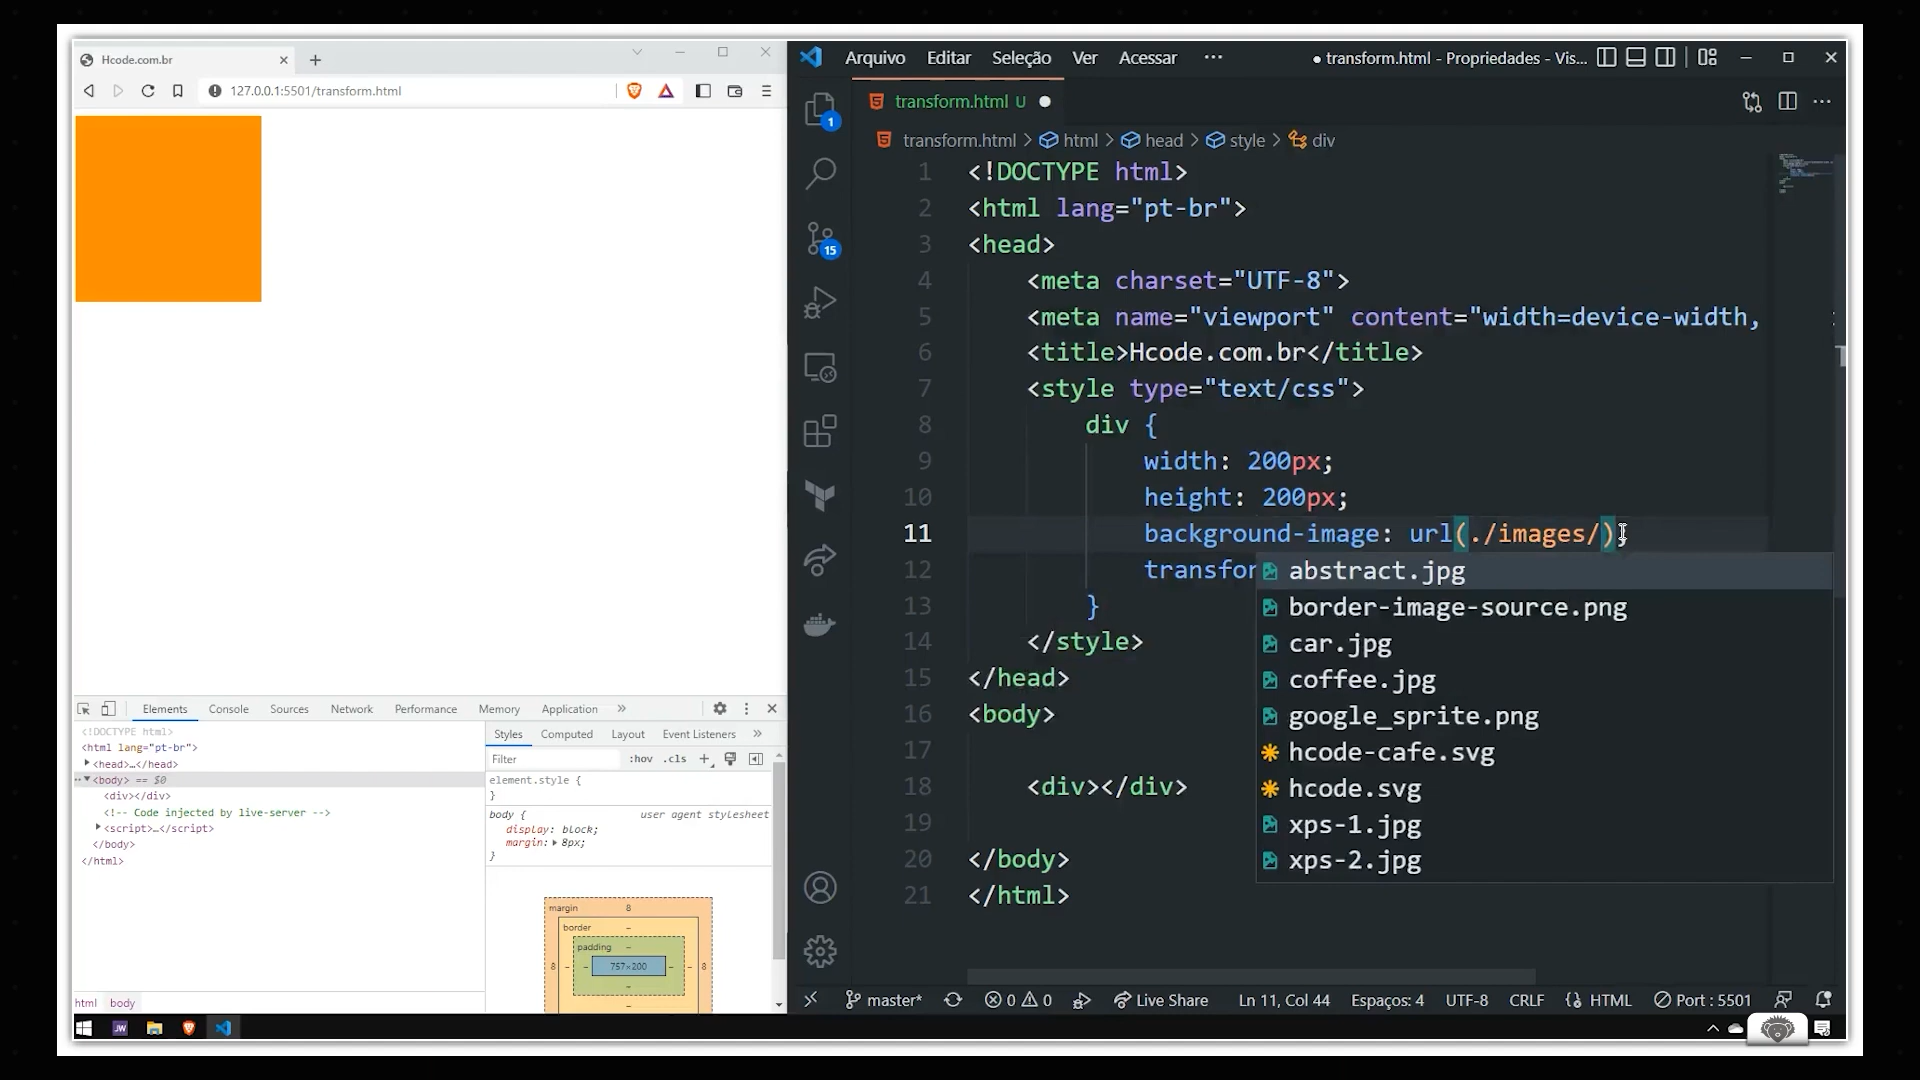 Hcode.com.br
127.0.0.1:5501/transform.html
Elements Console Sources Network Performance Memory Application »
<!DOCTYPE html>
<html lang="pt-br">
<head>…</head>
<body> == $0
<div></div>
<!-- Code injected by live-server -->
<script>…</script>
</body>
</html>
html body
Styles Computed Layout Event Listeners »
Filter :hov .cls +
element.style {
}
body { user agent stylesheet
display: block;
margin: 8px;
}
margin 8
border –
padding –
8 – – 757×200 – – 8
–
–
JW
Arquivo Editar Seleção Ver Acessar ···
● transform.html - Propriedades - Vis...
transform.html U ●
transform.html > html > head > style > div
1
15
1 <!DOCTYPE html>
2 <html lang="pt-br">
3 <head>
4 <meta charset="UTF-8">
5 <meta name="viewport" content="width=device-width,
6 <title>Hcode.com.br</title>
7 <style type="text/css">
8 div {
9 width: 200px;
10 height: 200px;
11 background-image: url(./images/);
12 transfor
13 }
14 </style>
15 </head>
16 <body>
17
18 <div></div>
19
20 </body>
21 </html>
abstract.jpg
border-image-source.png
car.jpg
coffee.jpg
google_sprite.png
hcode-cafe.svg
hcode.svg
xps-1.jpg
xps-2.jpg
master* 0 0 Live Share Ln 11, Col 44 Espaços: 4 UTF-8 CRLF HTML Port : 5501